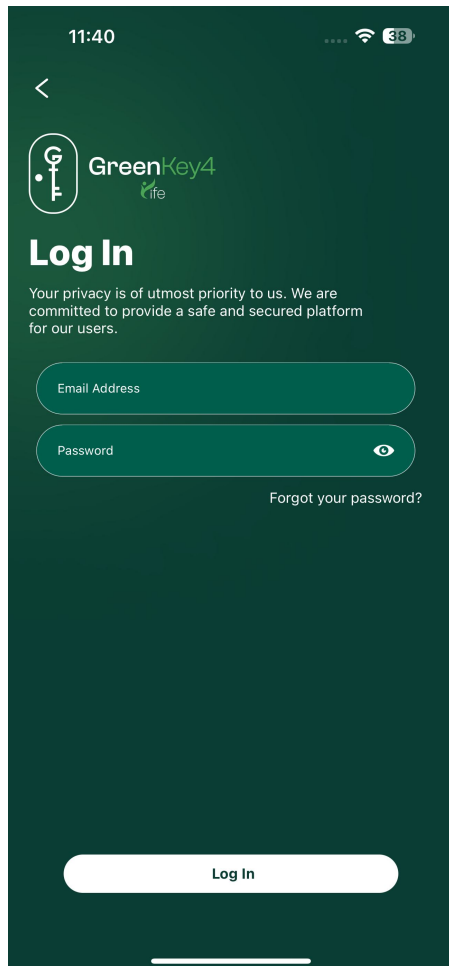 11:40
38
GreenKey4
life
Log In
Your privacy is of utmost priority to us. We are
committed to provide a safe and secured platform
for our users.
Email Address
Password
Forgot your password?
Log In